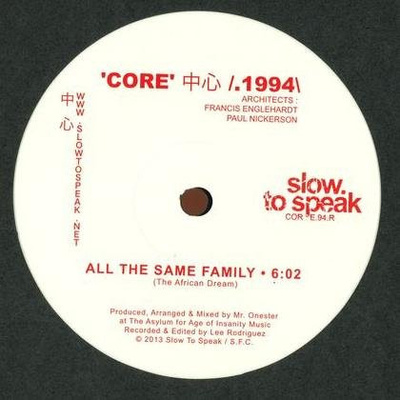 'CORE' 中心 /.1994\
ARCHITECTS :
FRANCIS ENGLEHARDT
PAUL NICKERSON
WWW.SLOWTOSPEAK.NET
中心
slow.
to speak
COR_E.94.R
ALL THE SAME FAMILY • 6:02
(The African Dream)
Produced, Arranged & Mixed by Mr. Onester
at The Asylum for Age of Insanity Music
Recorded & Edited by Lee Rodriguez
© 2013 Slow To Speak / S.F.C.